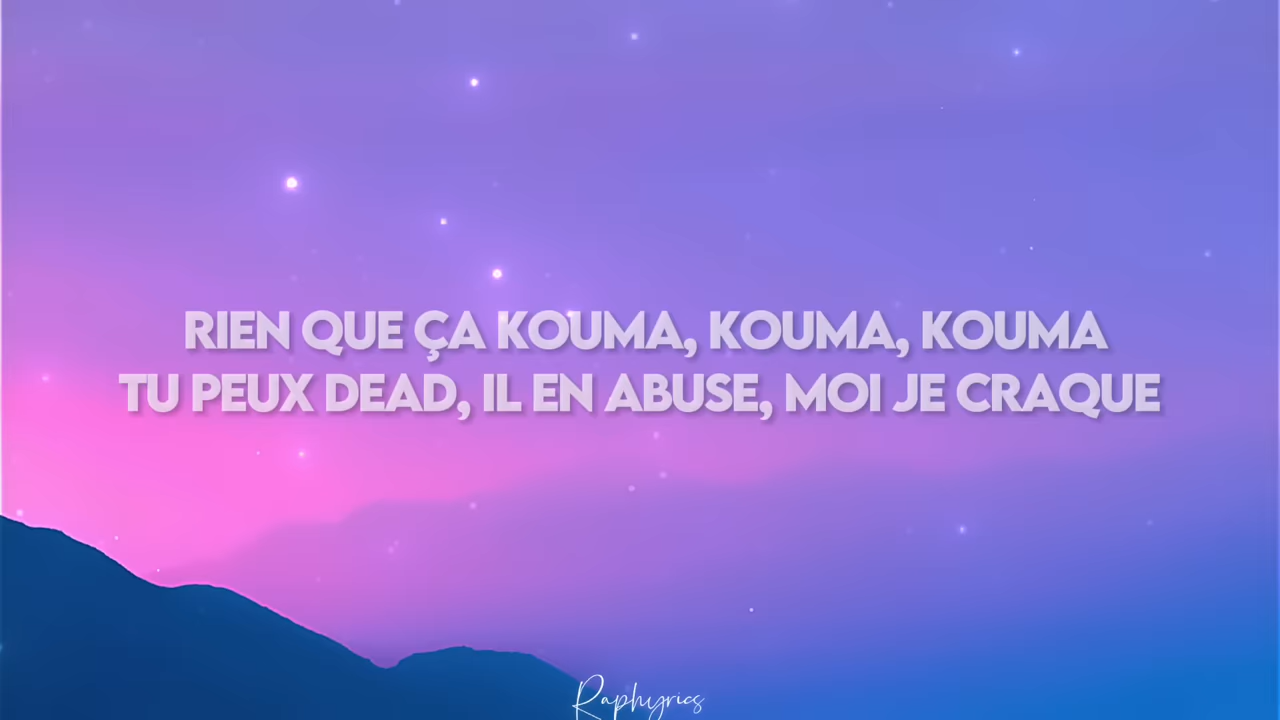 RIEN QUE ÇA KOUMA, KOUMA, KOUMA
TU PEUX DEAD, IL EN ABUSE, MOI JE CRAQUE
Raphyrics